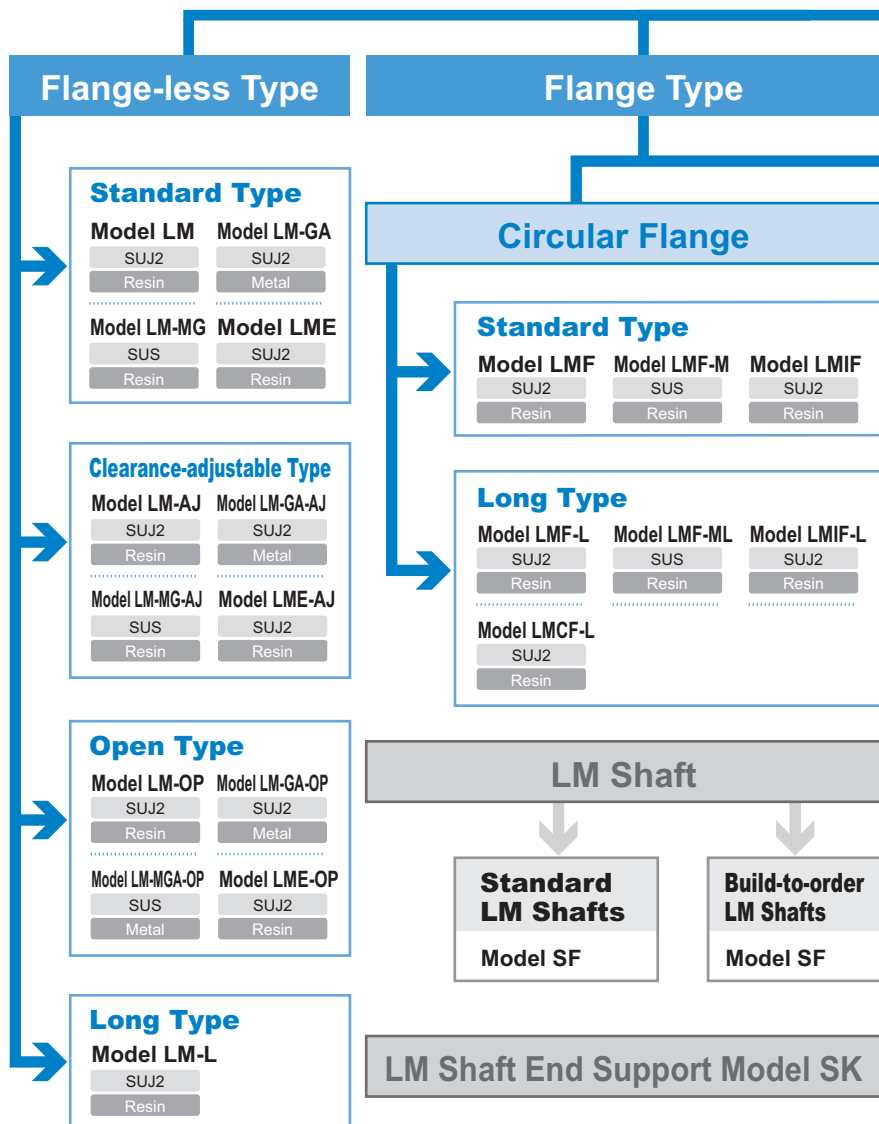 Flange-less Type
Flange Type
Standard Type
Model LM Model LM-GA
SUJ2 SUJ2
Resin Metal
Model LM-MG Model LME
SUS SUJ2
Resin Resin
Clearance-adjustable Type
Model LM-AJ Model LM-GA-AJ
SUJ2 SUJ2
Resin Metal
Model LM-MG-AJ Model LME-AJ
SUS SUJ2
Resin Resin
Open Type
Model LM-OP Model LM-GA-OP
SUJ2 SUJ2
Resin Metal
Model LM-MGA-OP Model LME-OP
SUS SUJ2
Metal Resin
Long Type
Model LM-L
SUJ2
Resin
Circular Flange
Standard Type
Model LMF Model LMF-M Model LMIF
SUJ2 SUS SUJ2
Resin Resin Resin
Long Type
Model LMF-L Model LMF-ML Model LMIF-L
SUJ2 SUS SUJ2
Resin Resin Resin
Model LMCF-L
SUJ2
Resin
LM Shaft
Standard
LM Shafts
Model SF
Build-to-order
LM Shafts
Model SF
LM Shaft End Support Model SK